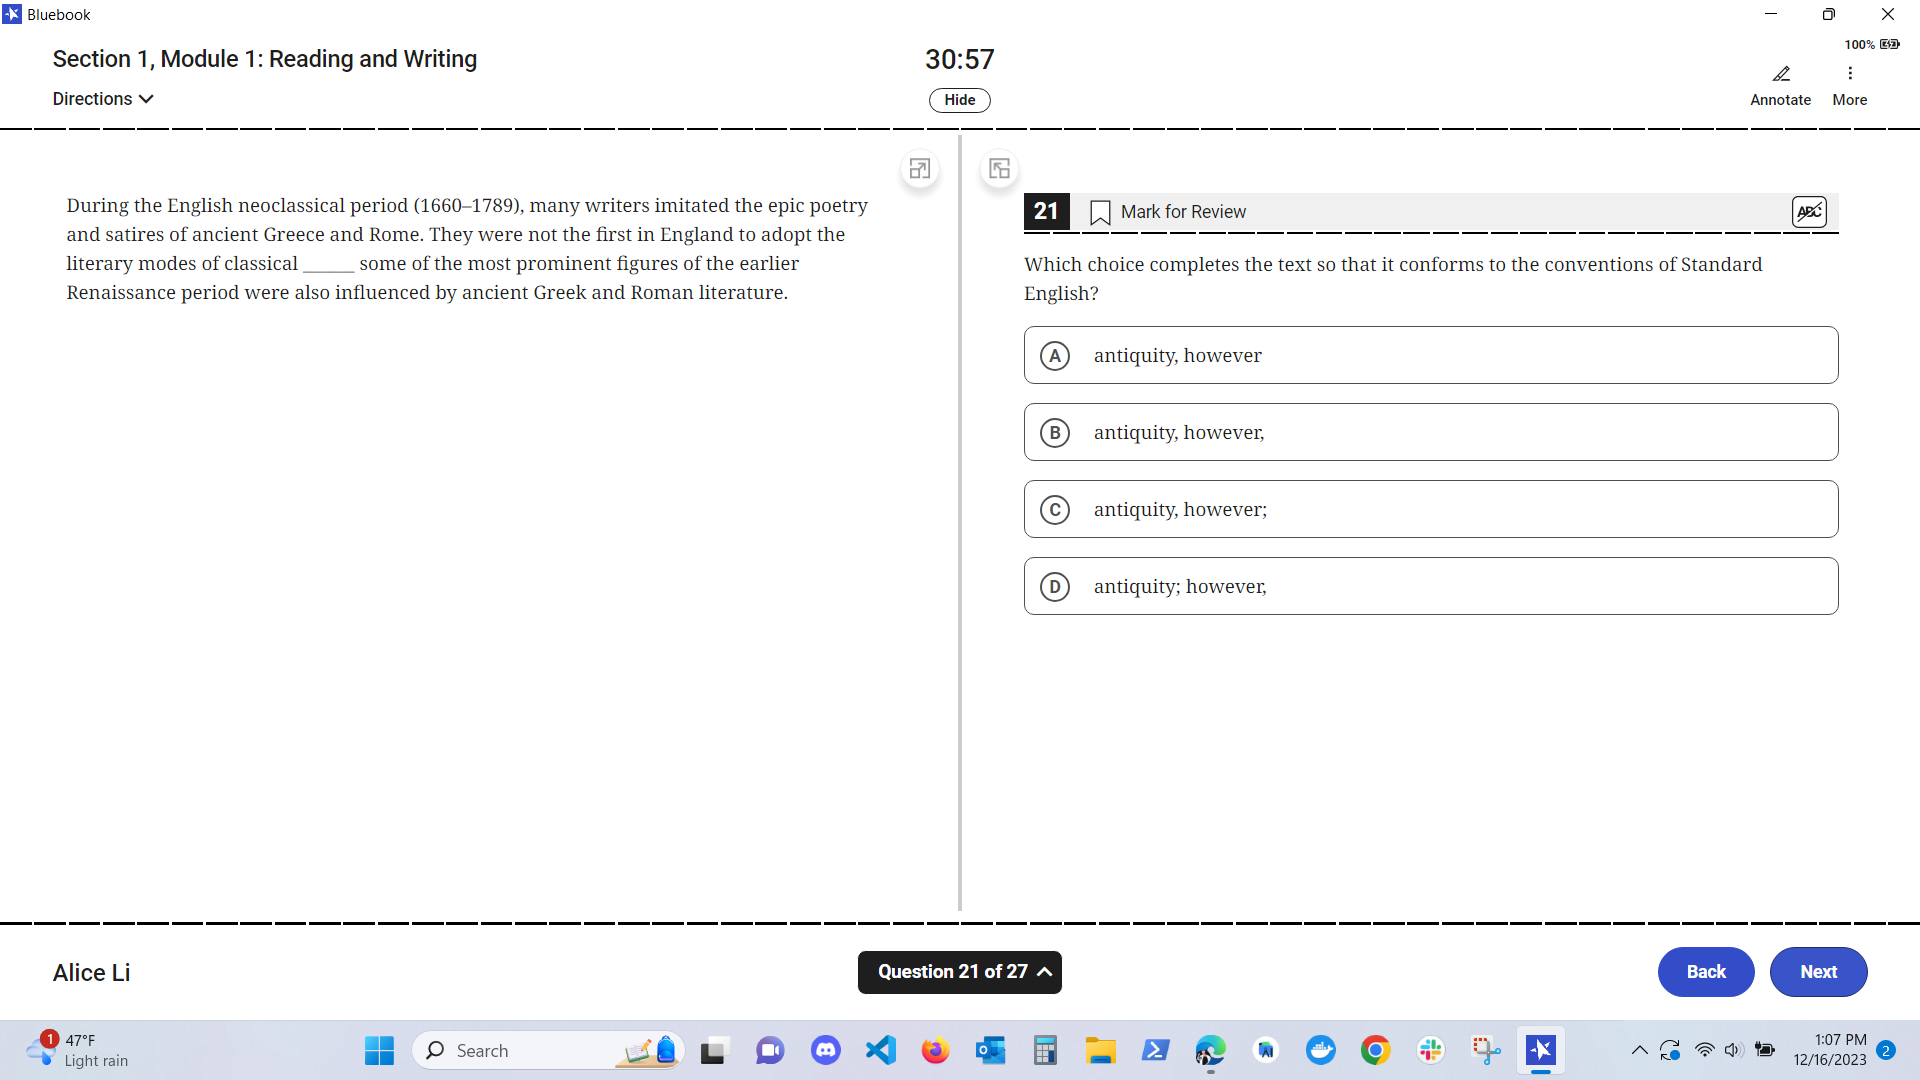 Bluebook
Section 1, Module 1: Reading and Writing
30:57
100%
Directions
Hide
Annotate
More
During the English neoclassical period (1660–1789), many writers imitated the epic poetry
and satires of ancient Greece and Rome. They were not the first in England to adopt the
literary modes of classical ______ some of the most prominent figures of the earlier
Renaissance period were also influenced by ancient Greek and Roman literature.
21
Mark for Review
ABC
Which choice completes the text so that it conforms to the conventions of Standard
English?
A antiquity, however
B antiquity, however,
C antiquity, however;
D antiquity; however,
Alice Li
Question 21 of 27
Back
Next
1
47°F
Light rain
Search
1:07 PM
12/16/2023
2